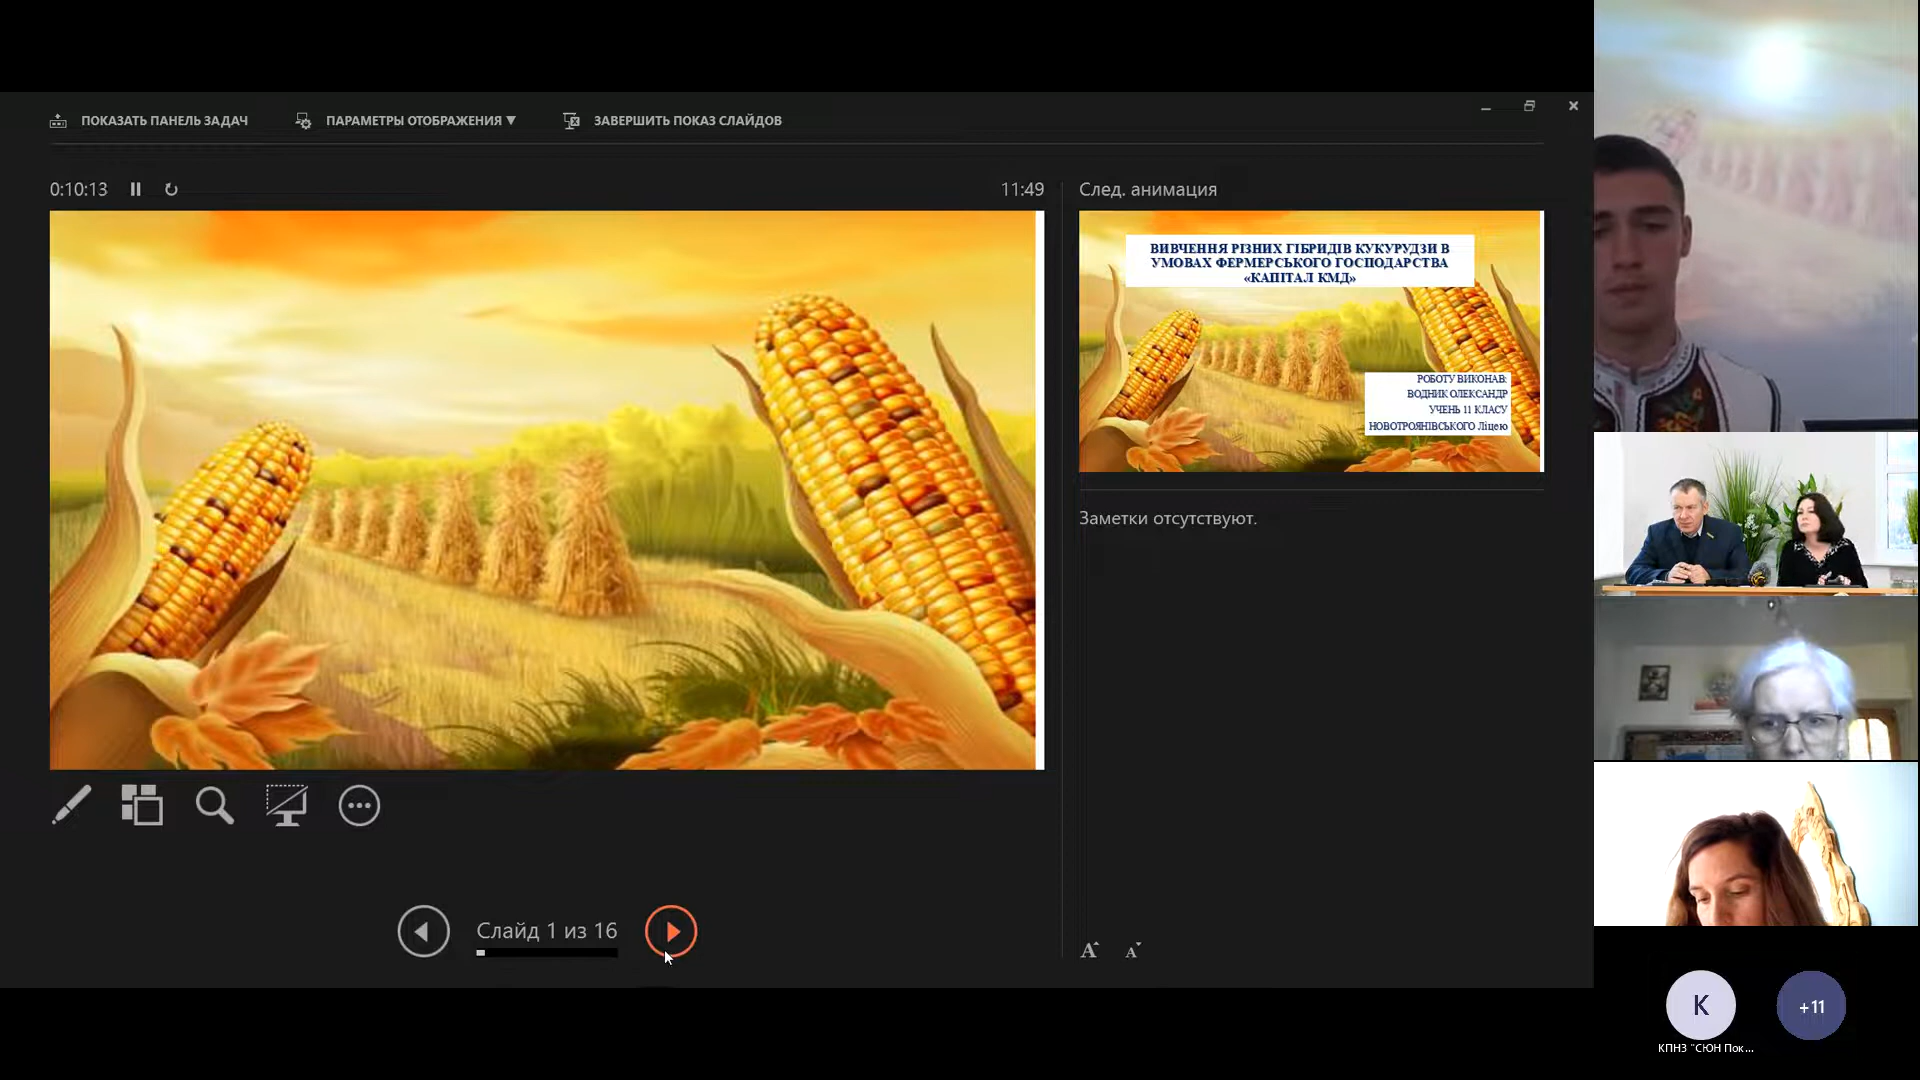 ПОКАЗАТЬ ПАНЕЛЬ ЗАДАЧ
ПАРАМЕТРЫ ОТОБРАЖЕНИЯ ▼
ЗАВЕРШИТЬ ПОКАЗ СЛАЙДОВ
0:10:13
11:49
След. анимация
ВИВЧЕННЯ РІЗНИХ ГІБРИДІВ КУКУРУДЗИ В
УМОВАХ ФЕРМЕРСЬКОГО ГОСПОДАРСТВА
«КАПІТАЛ КМД»
РОБОТУ ВИКОНАВ:
ВОДНИК ОЛЕКСАНДР
УЧЕНЬ 11 КЛАСУ
НОВОТРОЯНІВСЬКОГО Ліцею
Заметки отсутствуют.
Слайд 1 из 16
A A
K
+11
КПНЗ "СЮН Пок...